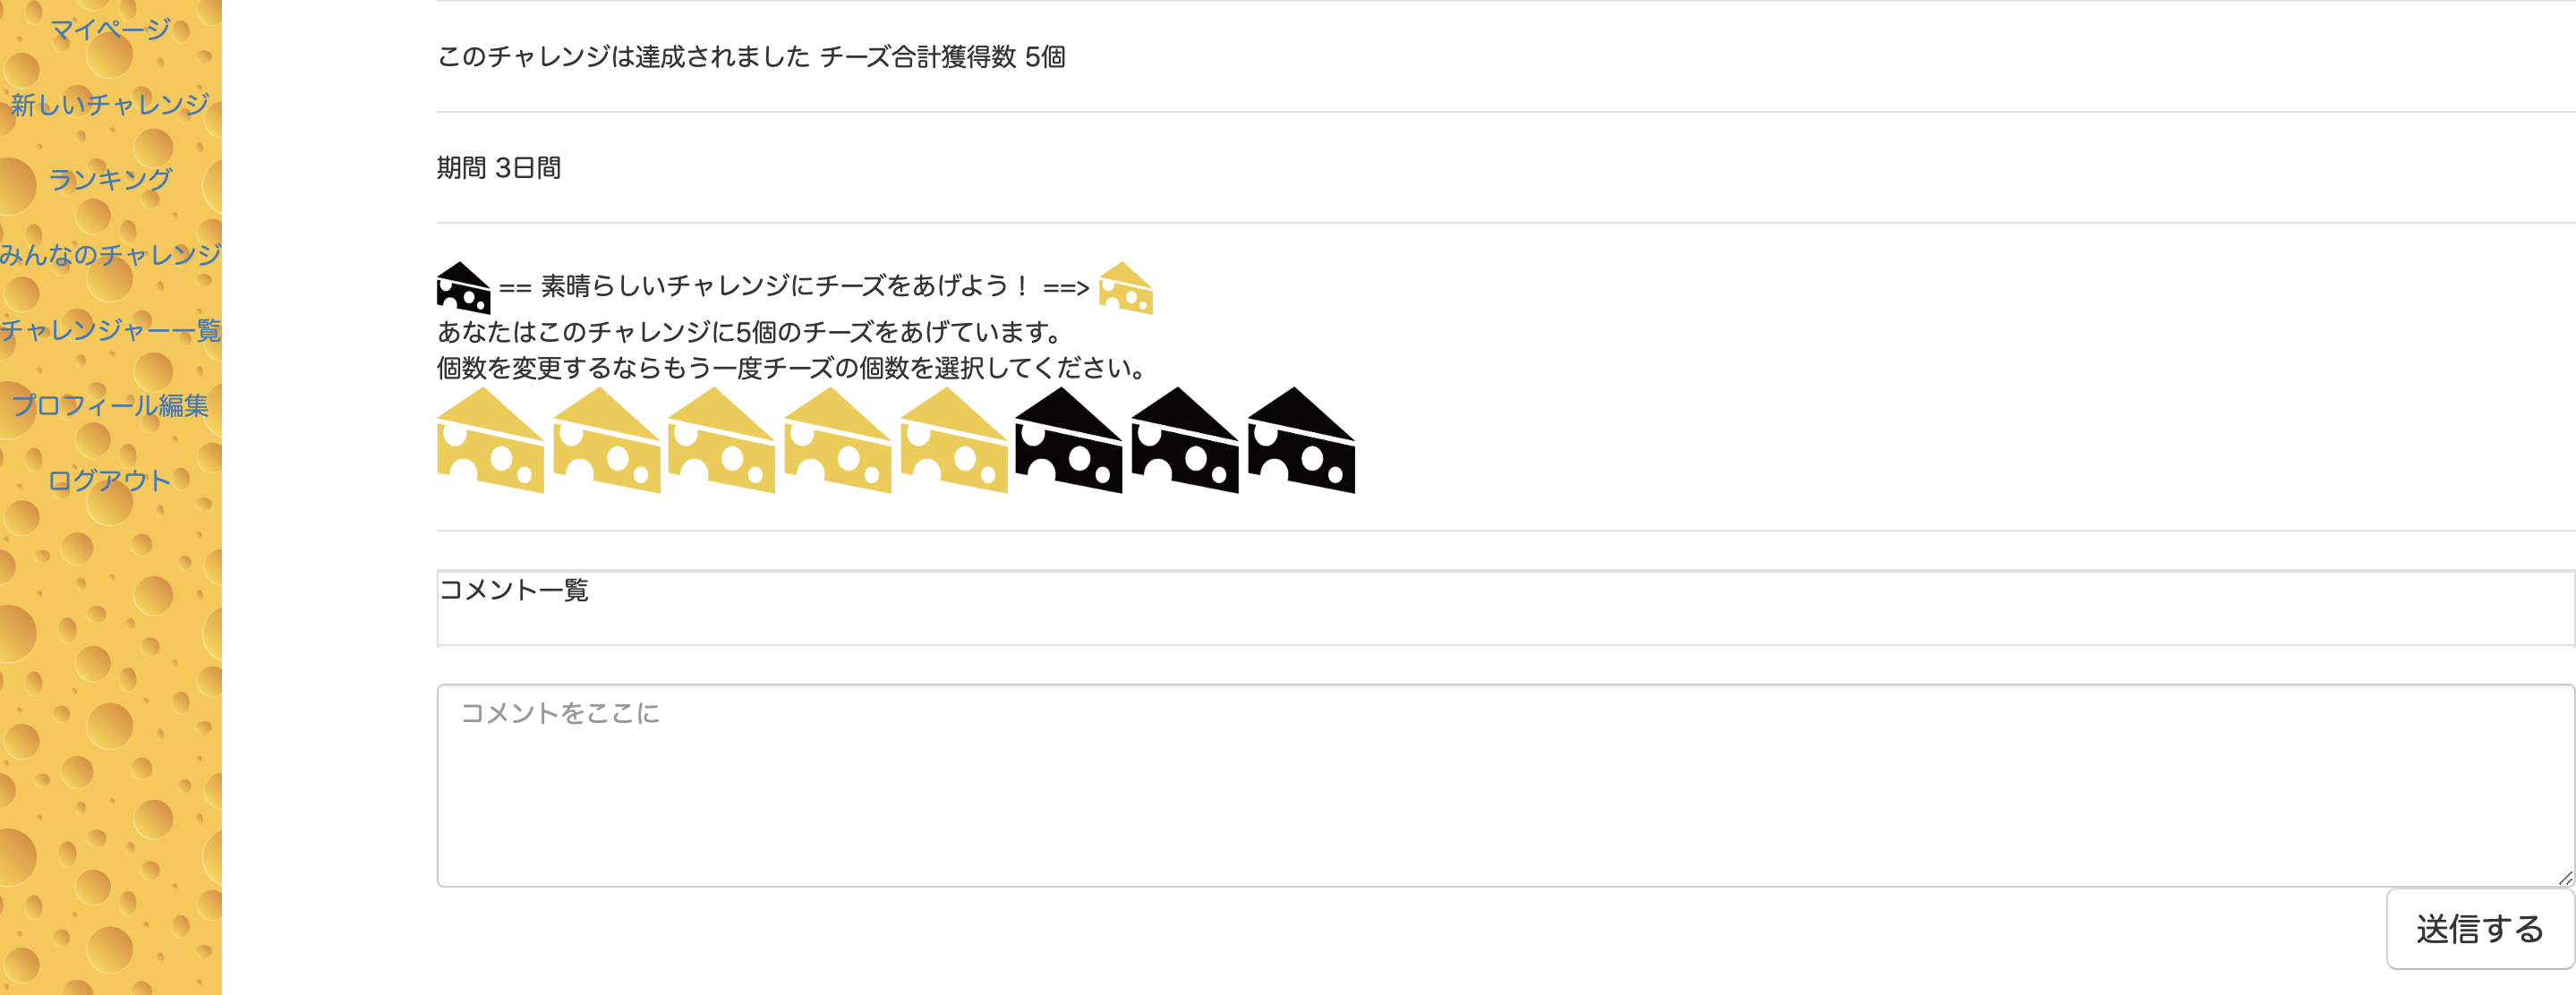 マイページ
新しいチャレンジ
ランキング
みんなのチャレンジ
チャレンジャー一覧
プロフィール編集
ログアウト
このチャレンジは達成されました チーズ合計獲得数 5個
期間 3日間
== 素晴らしいチャレンジにチーズをあげよう！ ==>
あなたはこのチャレンジに5個のチーズをあげています。
個数を変更するならもう一度チーズの個数を選択してください。
コメント一覧
コメントをここに
送信する